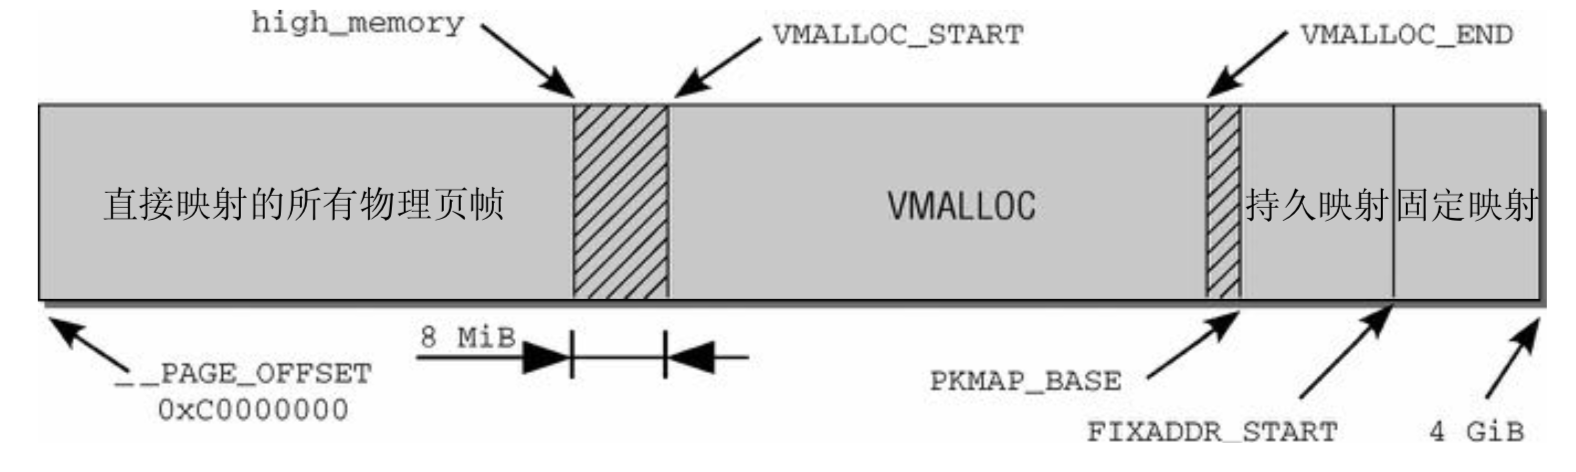 high_memory
VMALLOC_START
VMALLOC_END
直接映射的所有物理页帧
VMALLOC
持久映射
固定映射
8 MiB
__PAGE_OFFSET
0xC0000000
PKMAP_BASE
FIXADDR_START
4 GiB